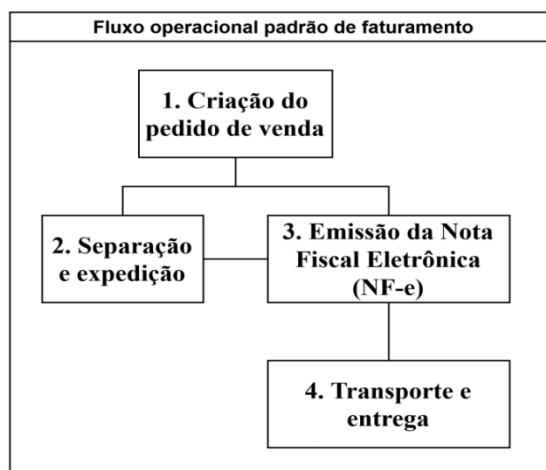 Fluxo operacional padrão de faturamento
1. Criação do
pedido de venda
2. Separação
e expedição
3. Emissão da Nota
Fiscal Eletrônica
(NF-e)
4. Transporte e
entrega